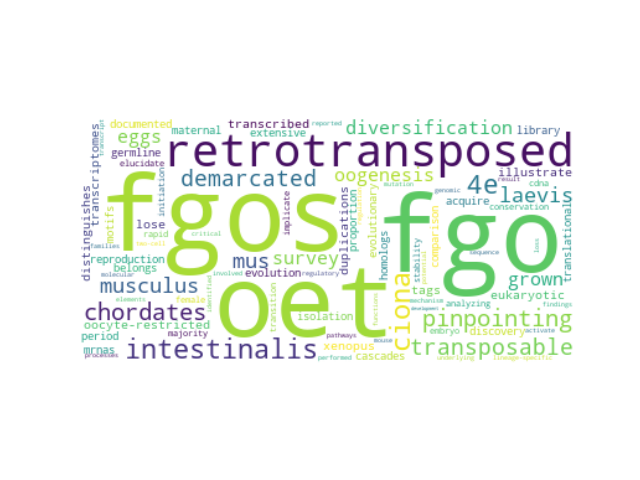 documented
transcribed
reported
maternal
extensive
diversification
library
transcriptomes
transcript
eggs
retrotransposed
germline
elucidate
oogenesis
illustrate
demarcated
4e
laevis
cdna
initiation
fgos
fgo
motifs
implicate
duplications
proportion
evolutionary
mutation
genomic
acquire
conservation
translational
distinguishes
lose
rapid
critical
homologs
stability
comparison
sequence
loss
families
two-cell
mus
survey
evolution
regulatory
reproduction
belongs
molecular
involved
oet
ciona
potential
mechanism
grown
musculus
elements
female
identified
transition
functions
tags
eukaryotic
analyzing
development
findings
chordates
isolation
pinpointing
oocyte-restricted
majority
pathways
embryo
discovery
activate
period
mouse
result
mrnas
intestinalis
xenopus
cascades
transposable
processes
performed
underlying
lineage-specific